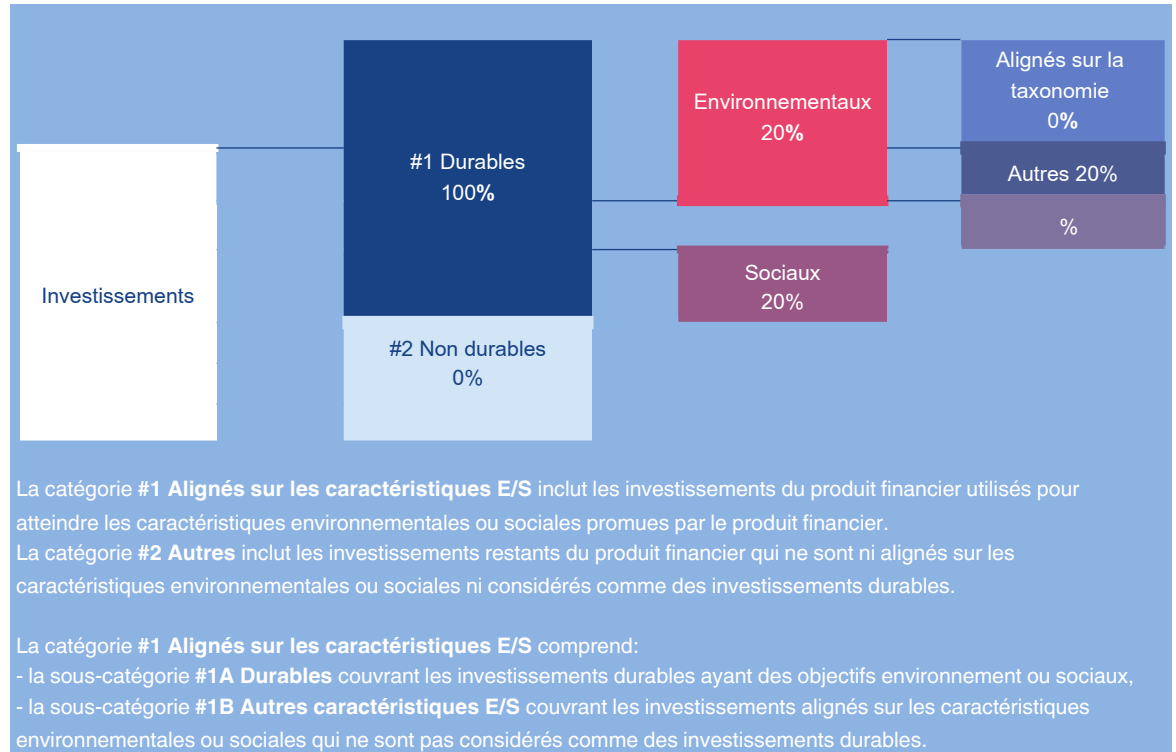 Investissements
#1 Durables
100%
#2 Non durables
0%
Environnementaux
20%
Sociaux
20%
Alignés sur la
taxonomie
0%
Autres 20%
%
La catégorie #1 Alignés sur les caractéristiques E/S inclut les investissements du produit financier utilisés pour
atteindre les caractéristiques environnementales ou sociales promues par le produit financier.
La catégorie #2 Autres inclut les investissements restants du produit financier qui ne sont ni alignés sur les
caractéristiques environnementales ou sociales ni considérés comme des investissements durables.
La catégorie #1 Alignés sur les caractéristiques E/S comprend:
- la sous-catégorie #1A Durables couvrant les investissements durables ayant des objectifs environnement ou sociaux,
- la sous-catégorie #1B Autres caractéristiques E/S couvrant les investissements alignés sur les caractéristiques
environnementales ou sociales qui ne sont pas considérés comme des investissements durables.